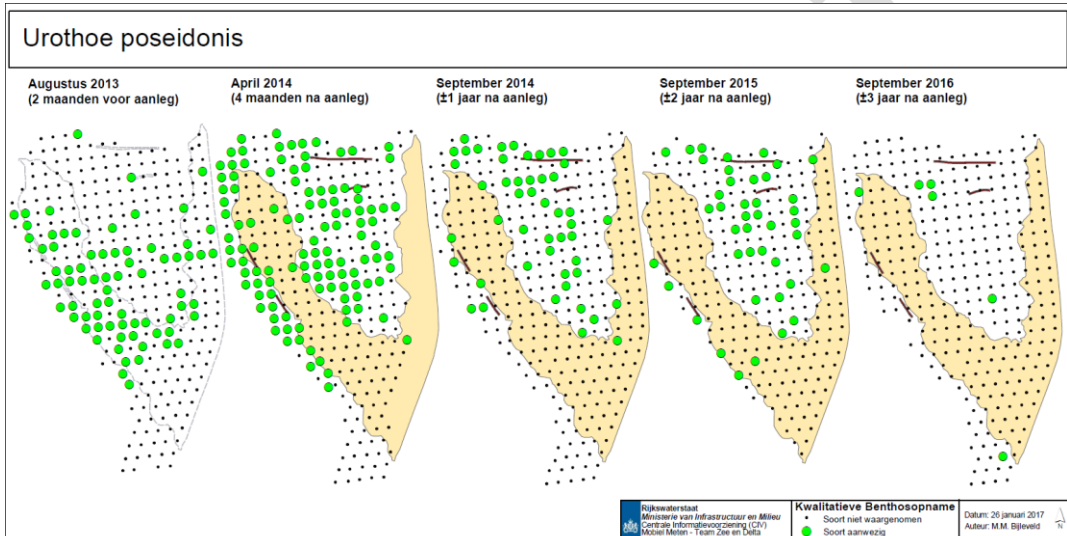 Urothoe poseidonis
Augustus 2013
(2 maanden voor aanleg)
April 2014
(4 maanden na aanleg)
September 2014
(±1 jaar na aanleg)
September 2015
(±2 jaar na aanleg)
September 2016
(±3 jaar na aanleg)
Rijkswaterstaat
Ministerie van Infrastructuur en Milieu
Centrale Informatievoorziening (CIV)
Mobiel Meten - Team Zee en Delta
Kwalitatieve Benthosopname
Soort niet waargenomen
Soort aanwezig
Datum: 26 januari 2017
Auteur: M.M. Bijleveld
N